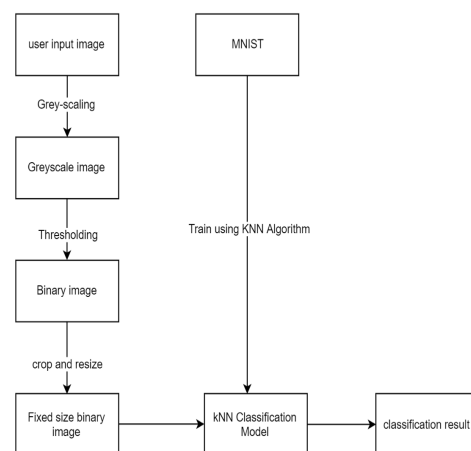 user input image
MNIST
Grey-scaling
Greyscale image
Thresholding
Train using KNN Algorithm
Binary image
crop and resize
Fixed size binary
image
kNN Classification
Model
classification result